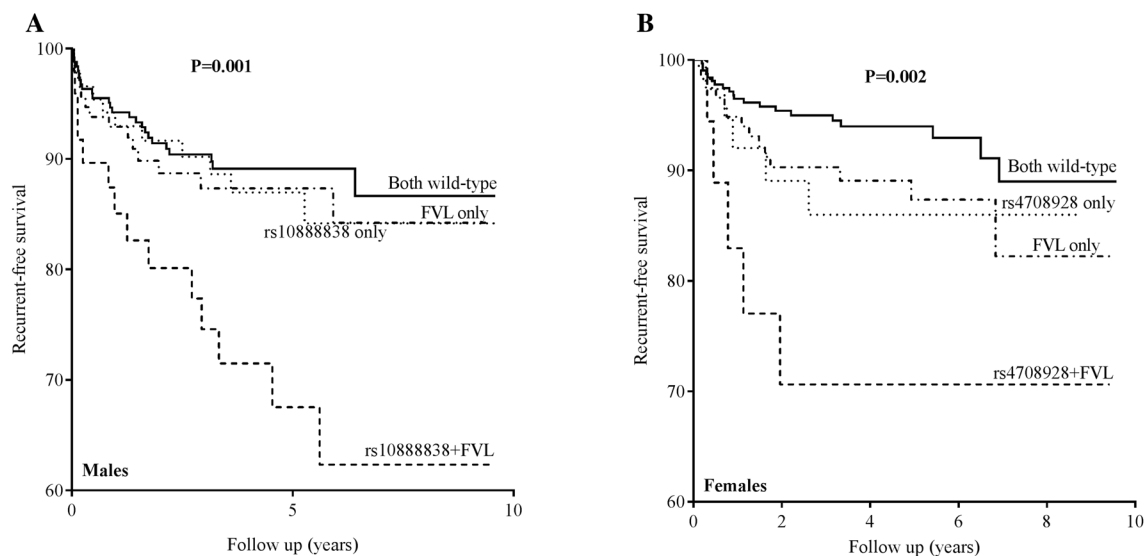 A
P=0.001
100
90
80
70
60
Recurrent-free survival
Both wild-type
FVL only
rs10888838 only
rs10888838+FVL
Males
0
5
10
Follow up (years)
B
P=0.002
100
90
80
70
60
Recurrent-free survival
Both wild-type
rs4708928 only
FVL only
rs4708928+FVL
Females
0
2
4
6
8
10
Follow up (years)